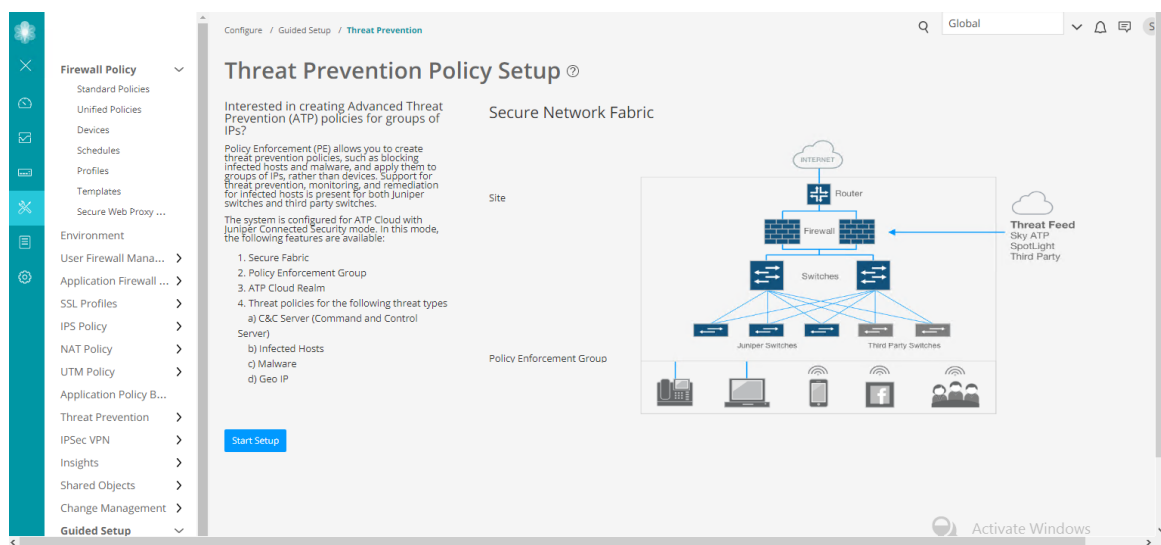 Configure / Guided Setup / Threat Prevention
Global
S
Firewall Policy
Standard Policies
Unified Policies
Devices
Schedules
Profiles
Templates
Secure Web Proxy ...
Environment
User Firewall Mana...
Application Firewall ...
SSL Profiles
IPS Policy
NAT Policy
UTM Policy
Application Policy B...
Threat Prevention
IPSec VPN
Insights
Shared Objects
Change Management
Guided Setup
Threat Prevention Policy Setup
Interested in creating Advanced Threat
Prevention (ATP) policies for groups of
IPs?
Policy Enforcement (PE) allows you to create
threat prevention policies, such as blocking
infected hosts and malware, and apply them to
groups of IPs, rather than devices. Support for
threat prevention, monitoring, and remediation
for infected hosts is present for both Juniper
switches and third party switches.
The system is configured for ATP Cloud with
Juniper Connected Security mode. In this mode,
the following features are available:
1. Secure Fabric
2. Policy Enforcement Group
3. ATP Cloud Realm
4. Threat policies for the following threat types
a) C&C Server (Command and Control
Server)
b) Infected Hosts
c) Malware
d) Geo IP
Start Setup
Secure Network Fabric
Site
Policy Enforcement Group
INTERNET
Router
Firewall
Switches
Juniper Switches
Third Party Switches
Threat Feed
Sky ATP
SpotLight
Third Party
Activate Windows